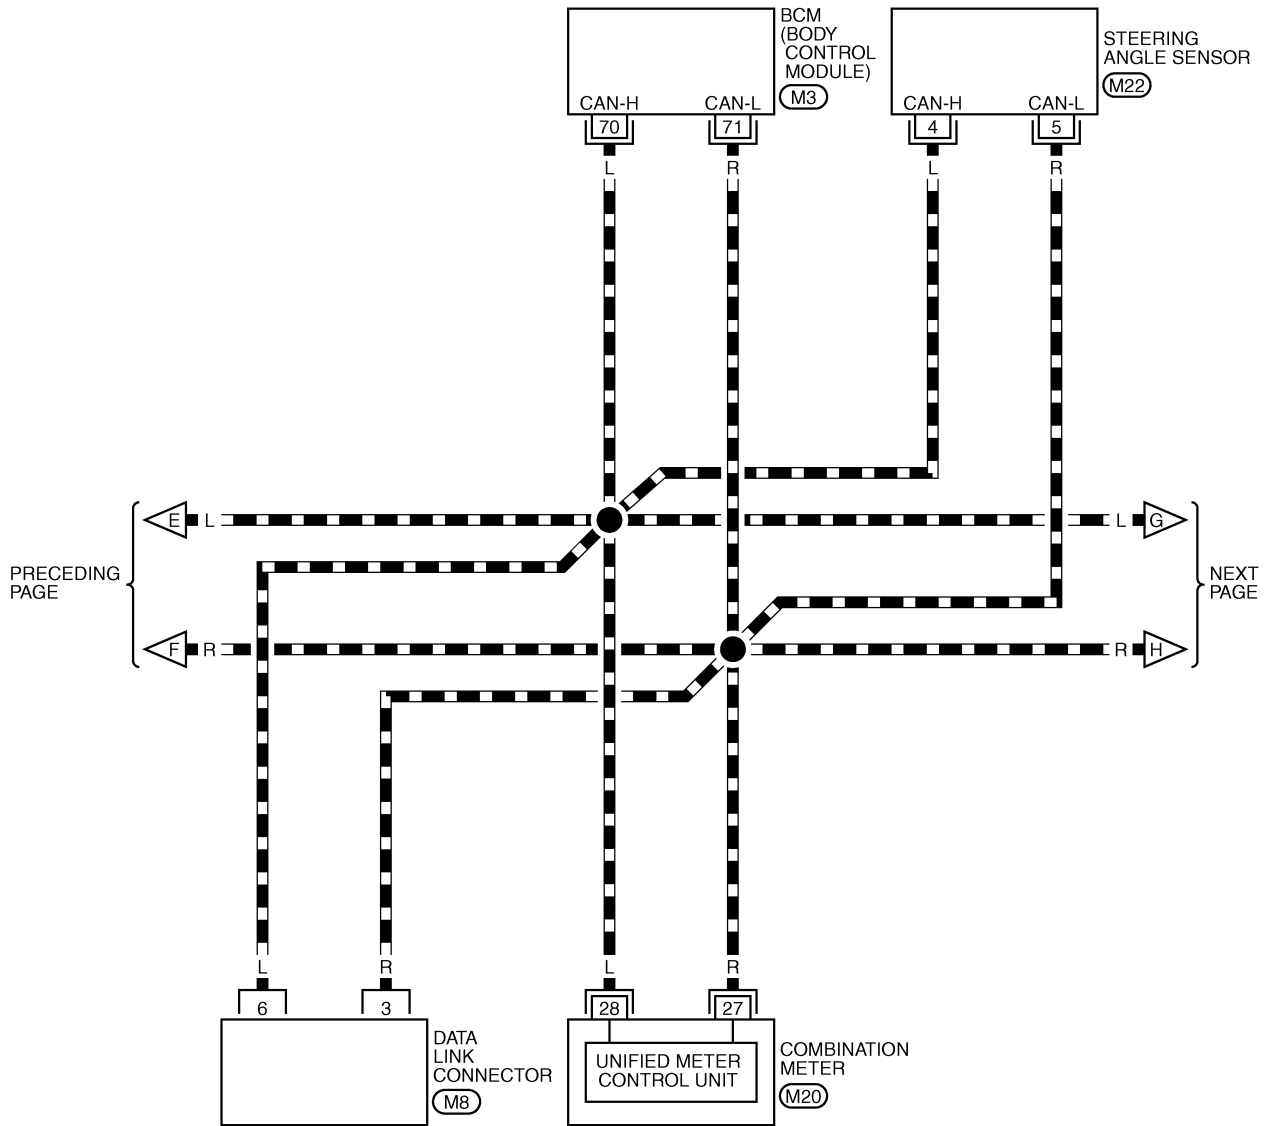 BCM
(BODY
CONTROL
MODULE)
M3
CAN-H
CAN-L
70
71
L
R
STEERING
ANGLE SENSOR
M22
CAN-H
CAN-L
4
5
L
R
PRECEDING
PAGE
E
L
L
G
F
R
R
H
NEXT
PAGE
L
R
6
3
DATA
LINK
CONNECTOR
M8
L
R
28
27
UNIFIED METER
CONTROL UNIT
COMBINATION
METER
M20